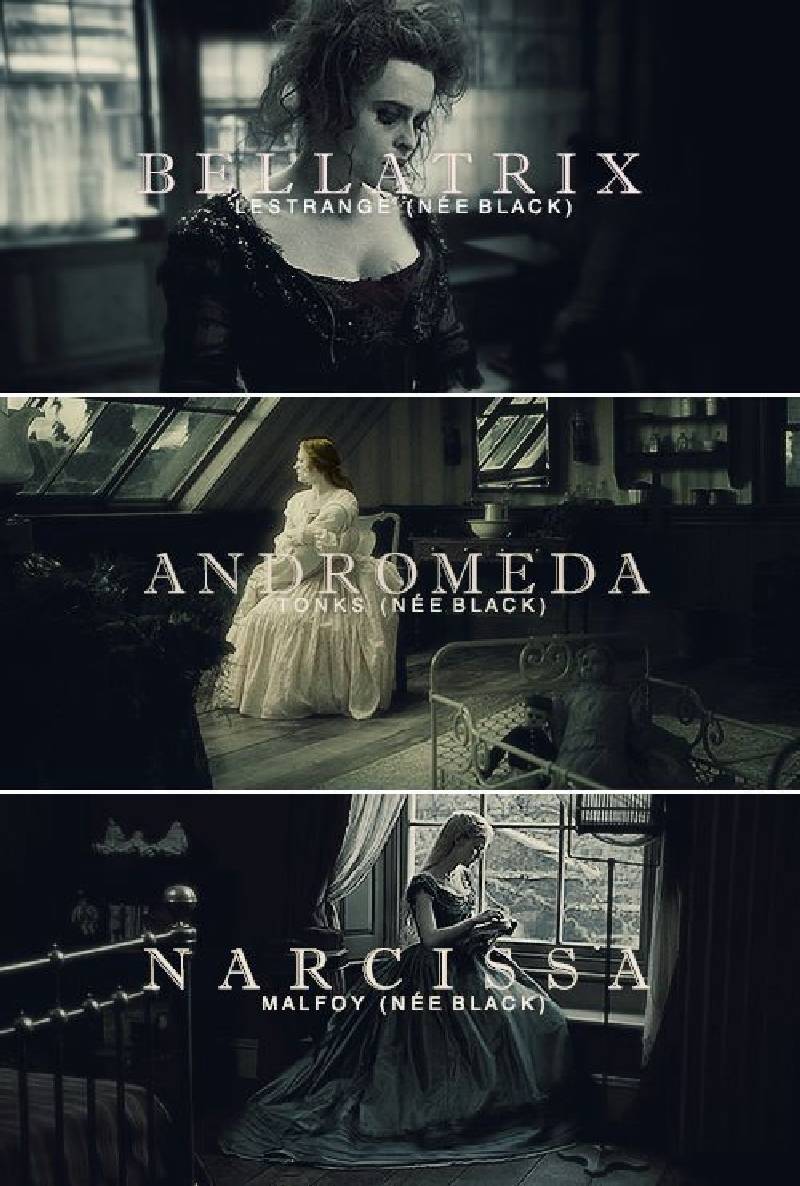 BELLATRIX
LESTRANGE (NÉE BLACK)
ANDROMEDA
TONKS (NÉE BLACK)
NARCISSA
MALFOY (NÉE BLACK)